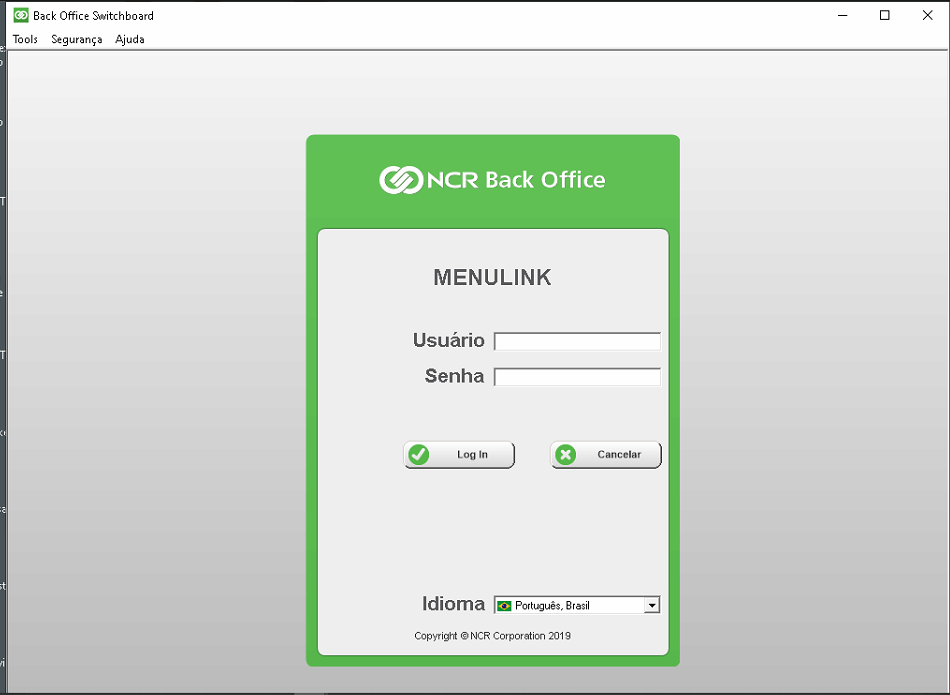 Back Office Switchboard
Tools Segurança Ajuda
NCR Back Office
MENULINK
Usuário
Senha
Log In Cancelar
Idioma Português, Brasil
Copyright © NCR Corporation 2019